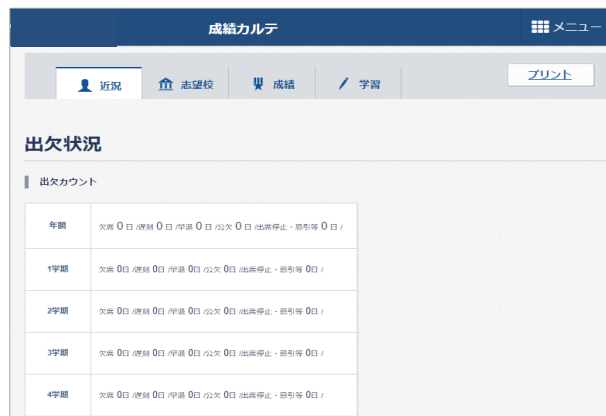 成績カルテ
メニュー
近況
志望校
成績
学習
プリント
出欠状況
出欠カウント
年間 欠席 0 日 /遅刻 0 日 /早退 0 日 /公欠 0 日 /出席停止・忌引等 0 日 /
1学期 欠席 0日 /遅刻 0日 /早退 0日 /公欠 0日 /出席停止・忌引等 0日 /
2学期 欠席 0日 /遅刻 0日 /早退 0日 /公欠 0日 /出席停止・忌引等 0日 /
3学期 欠席 0日 /遅刻 0日 /早退 0日 /公欠 0日 /出席停止・忌引等 0日 /
4学期 欠席 0日 /遅刻 0日 /早退 0日 /公欠 0日 /出席停止・忌引等 0日 /